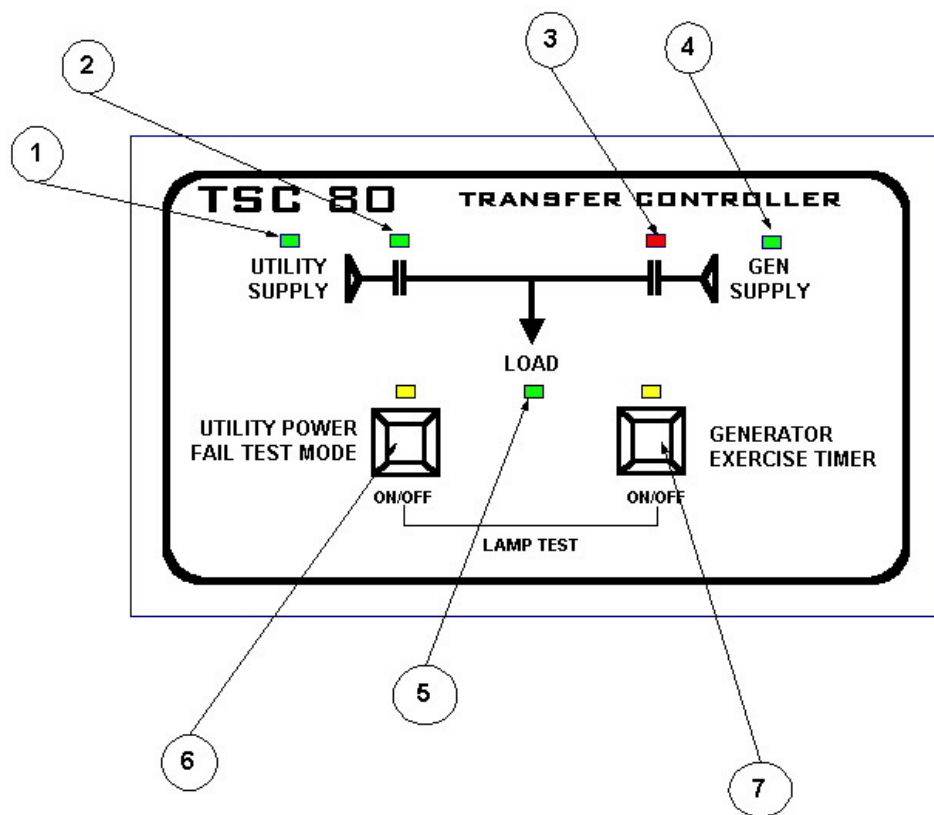 3
4
2
1
TSC 80 TRANSFER CONTROLLER
UTILITY
SUPPLY
GEN
SUPPLY
LOAD
UTILITY POWER
FAIL TEST MODE
GENERATOR
EXERCISE TIMER
ON/OFF
ON/OFF
LAMP TEST
5
6
7